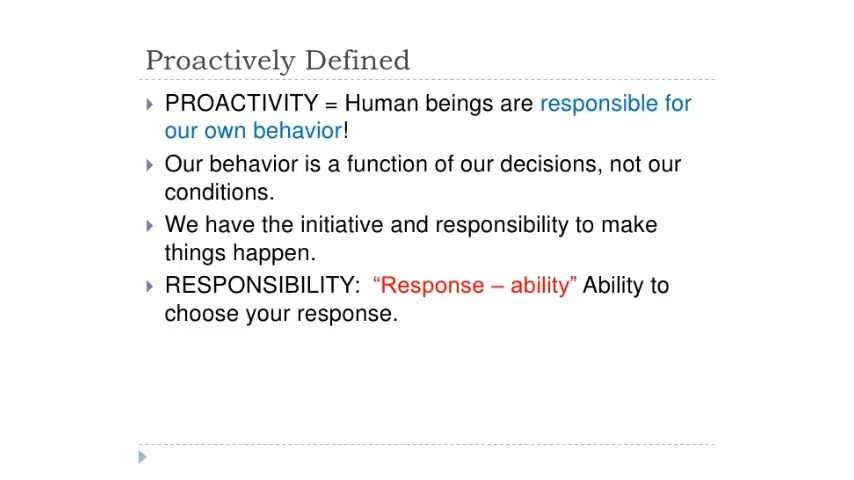 Proactively Defined
PROACTIVITY = Human beings are responsible for
our own behavior!
Our behavior is a function of our decisions, not our
conditions.
We have the initiative and responsibility to make
things happen.
RESPONSIBILITY:  “Response – ability” Ability to
choose your response.